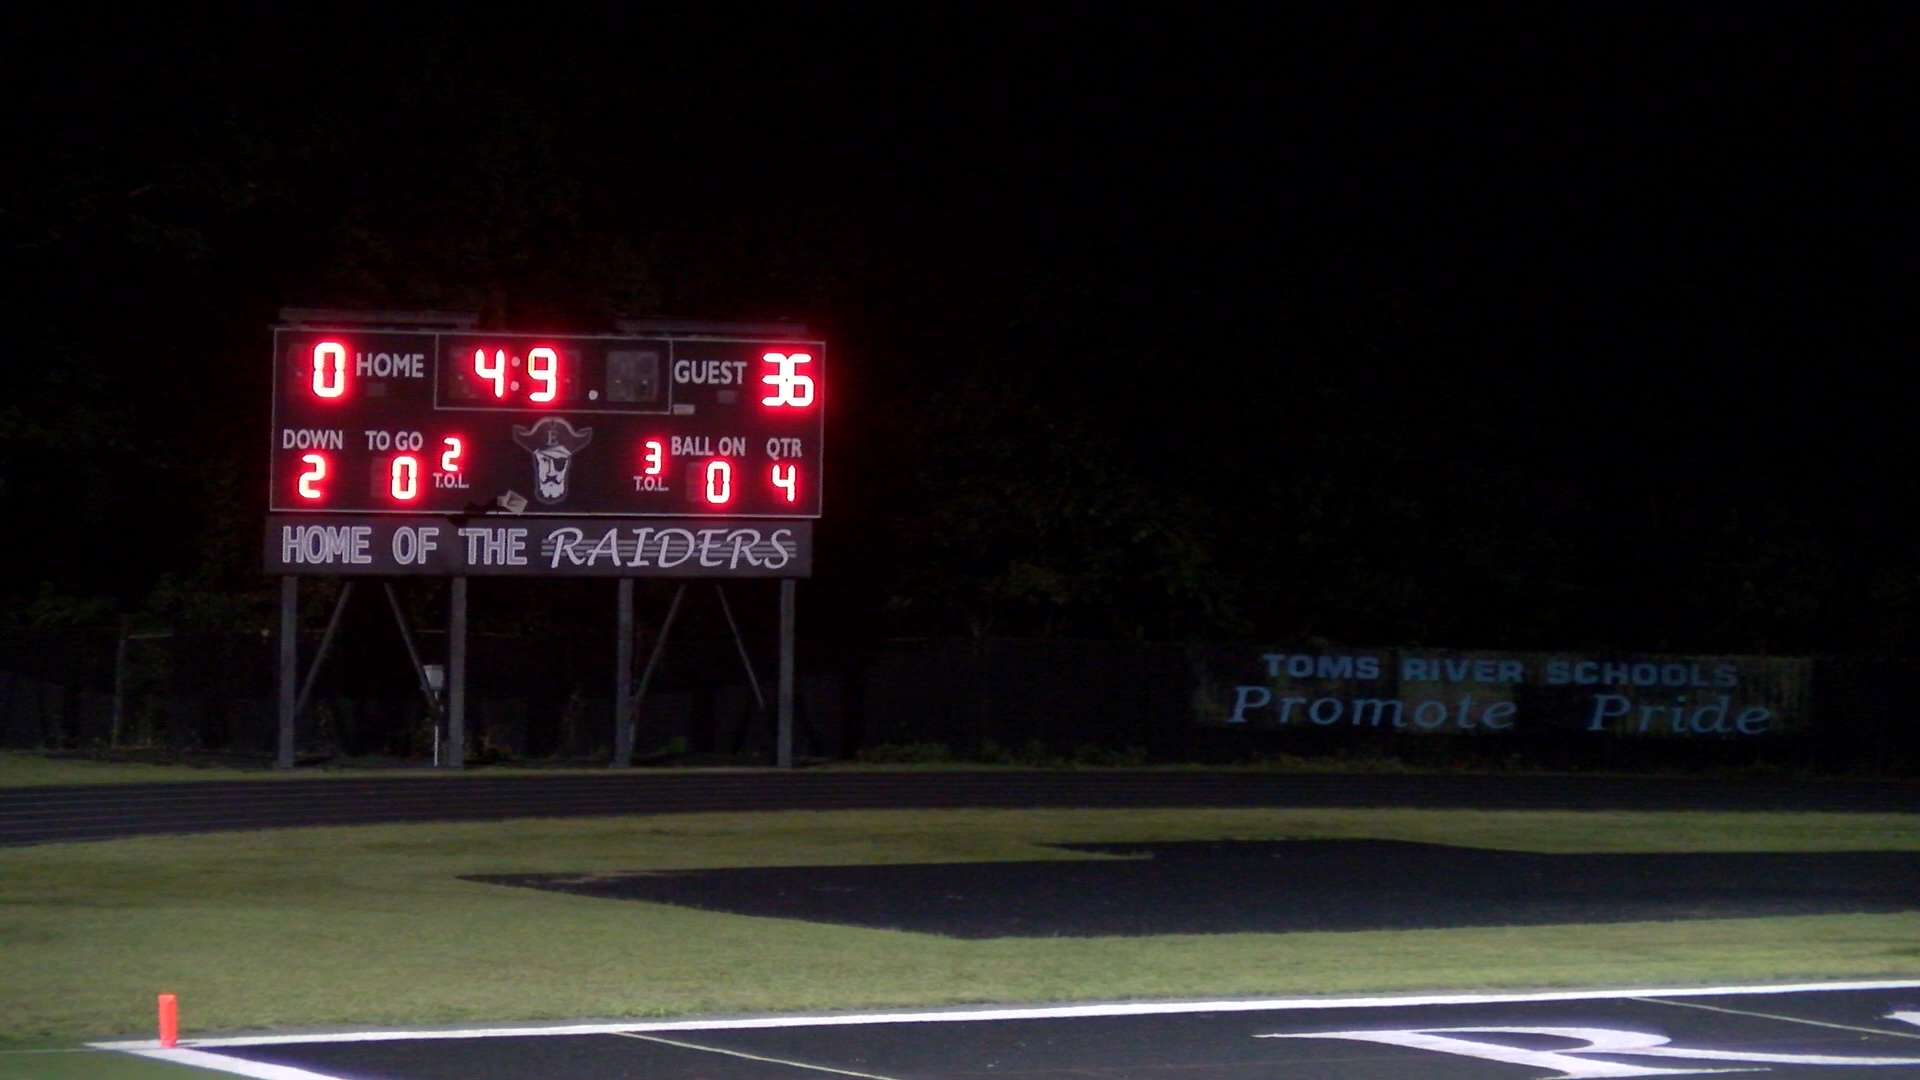 0 HOME 4:9 . GUEST 36
DOWN TO GO 2 3 BALL ON QTR
2 0 T.O.L. E T.O.L. 0 4
HOME OF THE RAIDERS
TOMS RIVER SCHOOLS
Promote Pride
R